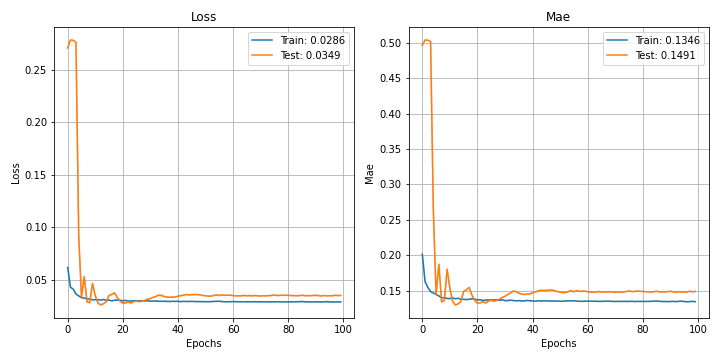 Loss
Train: 0.0286
Test: 0.0349
0.25
0.20
0.15
0.10
0.05
Loss
0 20 40 60 80 100
Epochs
Mae
Train: 0.1346
Test: 0.1491
0.50
0.45
0.40
0.35
0.30
0.25
0.20
0.15
Mae
0 20 40 60 80 100
Epochs